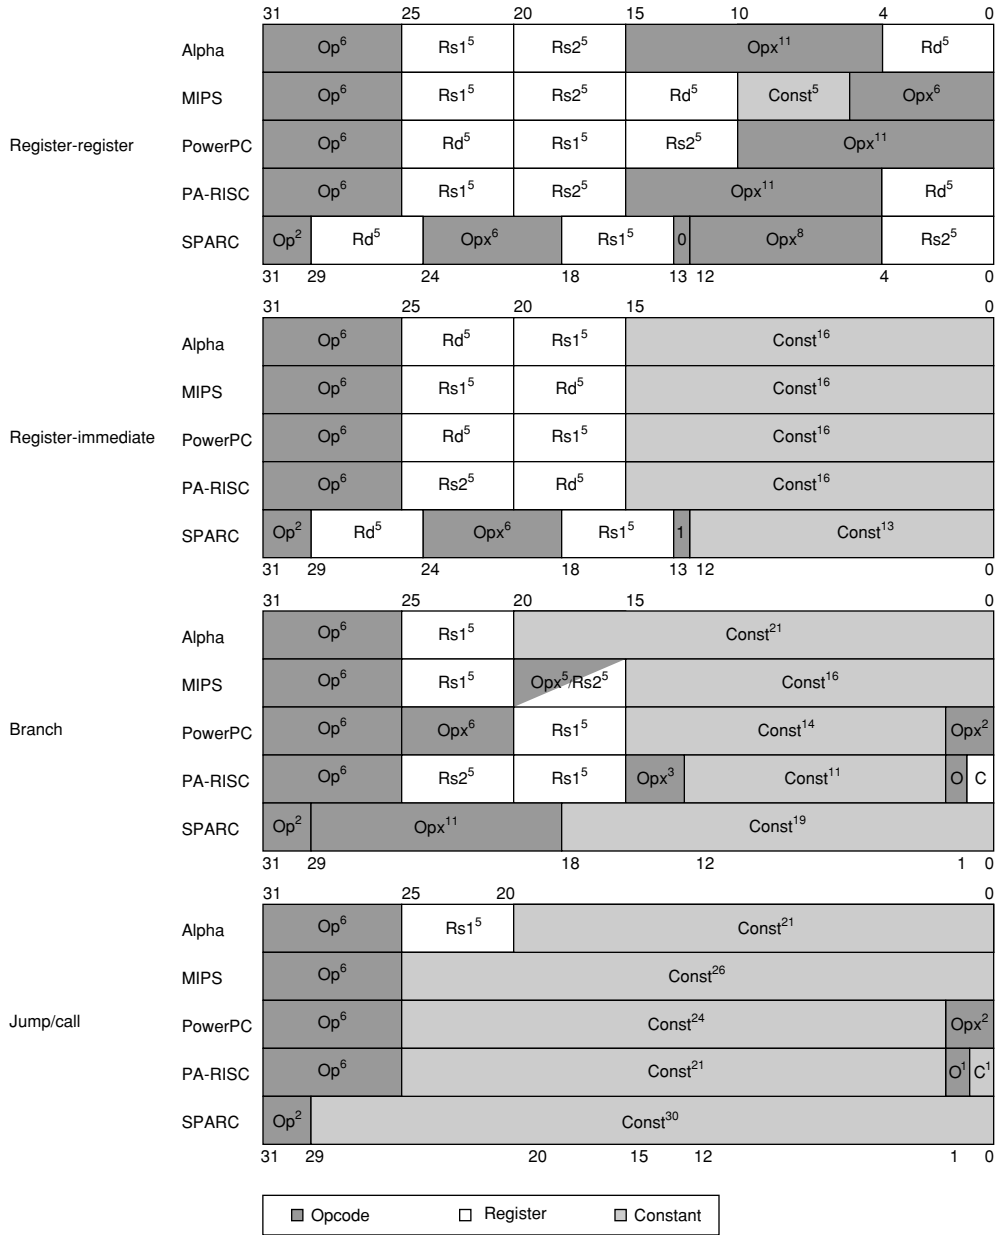 31 25 20 15 10 4 0
Alpha Op⁶ Rs1⁵ Rs2⁵ Opx¹¹ Rd⁵
MIPS Op⁶ Rs1⁵ Rs2⁵ Rd⁵ Const⁵ Opx⁶
Register-register PowerPC Op⁶ Rd⁵ Rs1⁵ Rs2⁵ Opx¹¹
PA-RISC Op⁶ Rs1⁵ Rs2⁵ Opx¹¹ Rd⁵
SPARC Op² Rd⁵ Opx⁶ Rs1⁵ 0 Opx⁸ Rs2⁵
31 29 24 18 13 12 4 0
31 25 20 15 0
Alpha Op⁶ Rd⁵ Rs1⁵ Const¹⁶
MIPS Op⁶ Rs1⁵ Rd⁵ Const¹⁶
Register-immediate PowerPC Op⁶ Rd⁵ Rs1⁵ Const¹⁶
PA-RISC Op⁶ Rs2⁵ Rd⁵ Const¹⁶
SPARC Op² Rd⁵ Opx⁶ Rs1⁵ 1 Const¹³
31 29 24 18 13 12 0
31 25 20 15 0
Alpha Op⁶ Rs1⁵ Const²¹
MIPS Op⁶ Rs1⁵ Opx⁵/Rs2⁵ Const¹⁶
Branch PowerPC Op⁶ Opx⁶ Rs1⁵ Const¹⁴ Opx²
PA-RISC Op⁶ Rs2⁵ Rs1⁵ Opx³ Const¹¹ O C
SPARC Op² Opx¹¹ Const¹⁹
31 29 18 12 1 0
31 25 20 0
Alpha Op⁶ Rs1⁵ Const²¹
MIPS Op⁶ Const²⁶
Jump/call PowerPC Op⁶ Const²⁴ Opx²
PA-RISC Op⁶ Const²¹ O¹ C¹
SPARC Op² Const³⁰
31 29 20 15 12 1 0
Opcode Register Constant